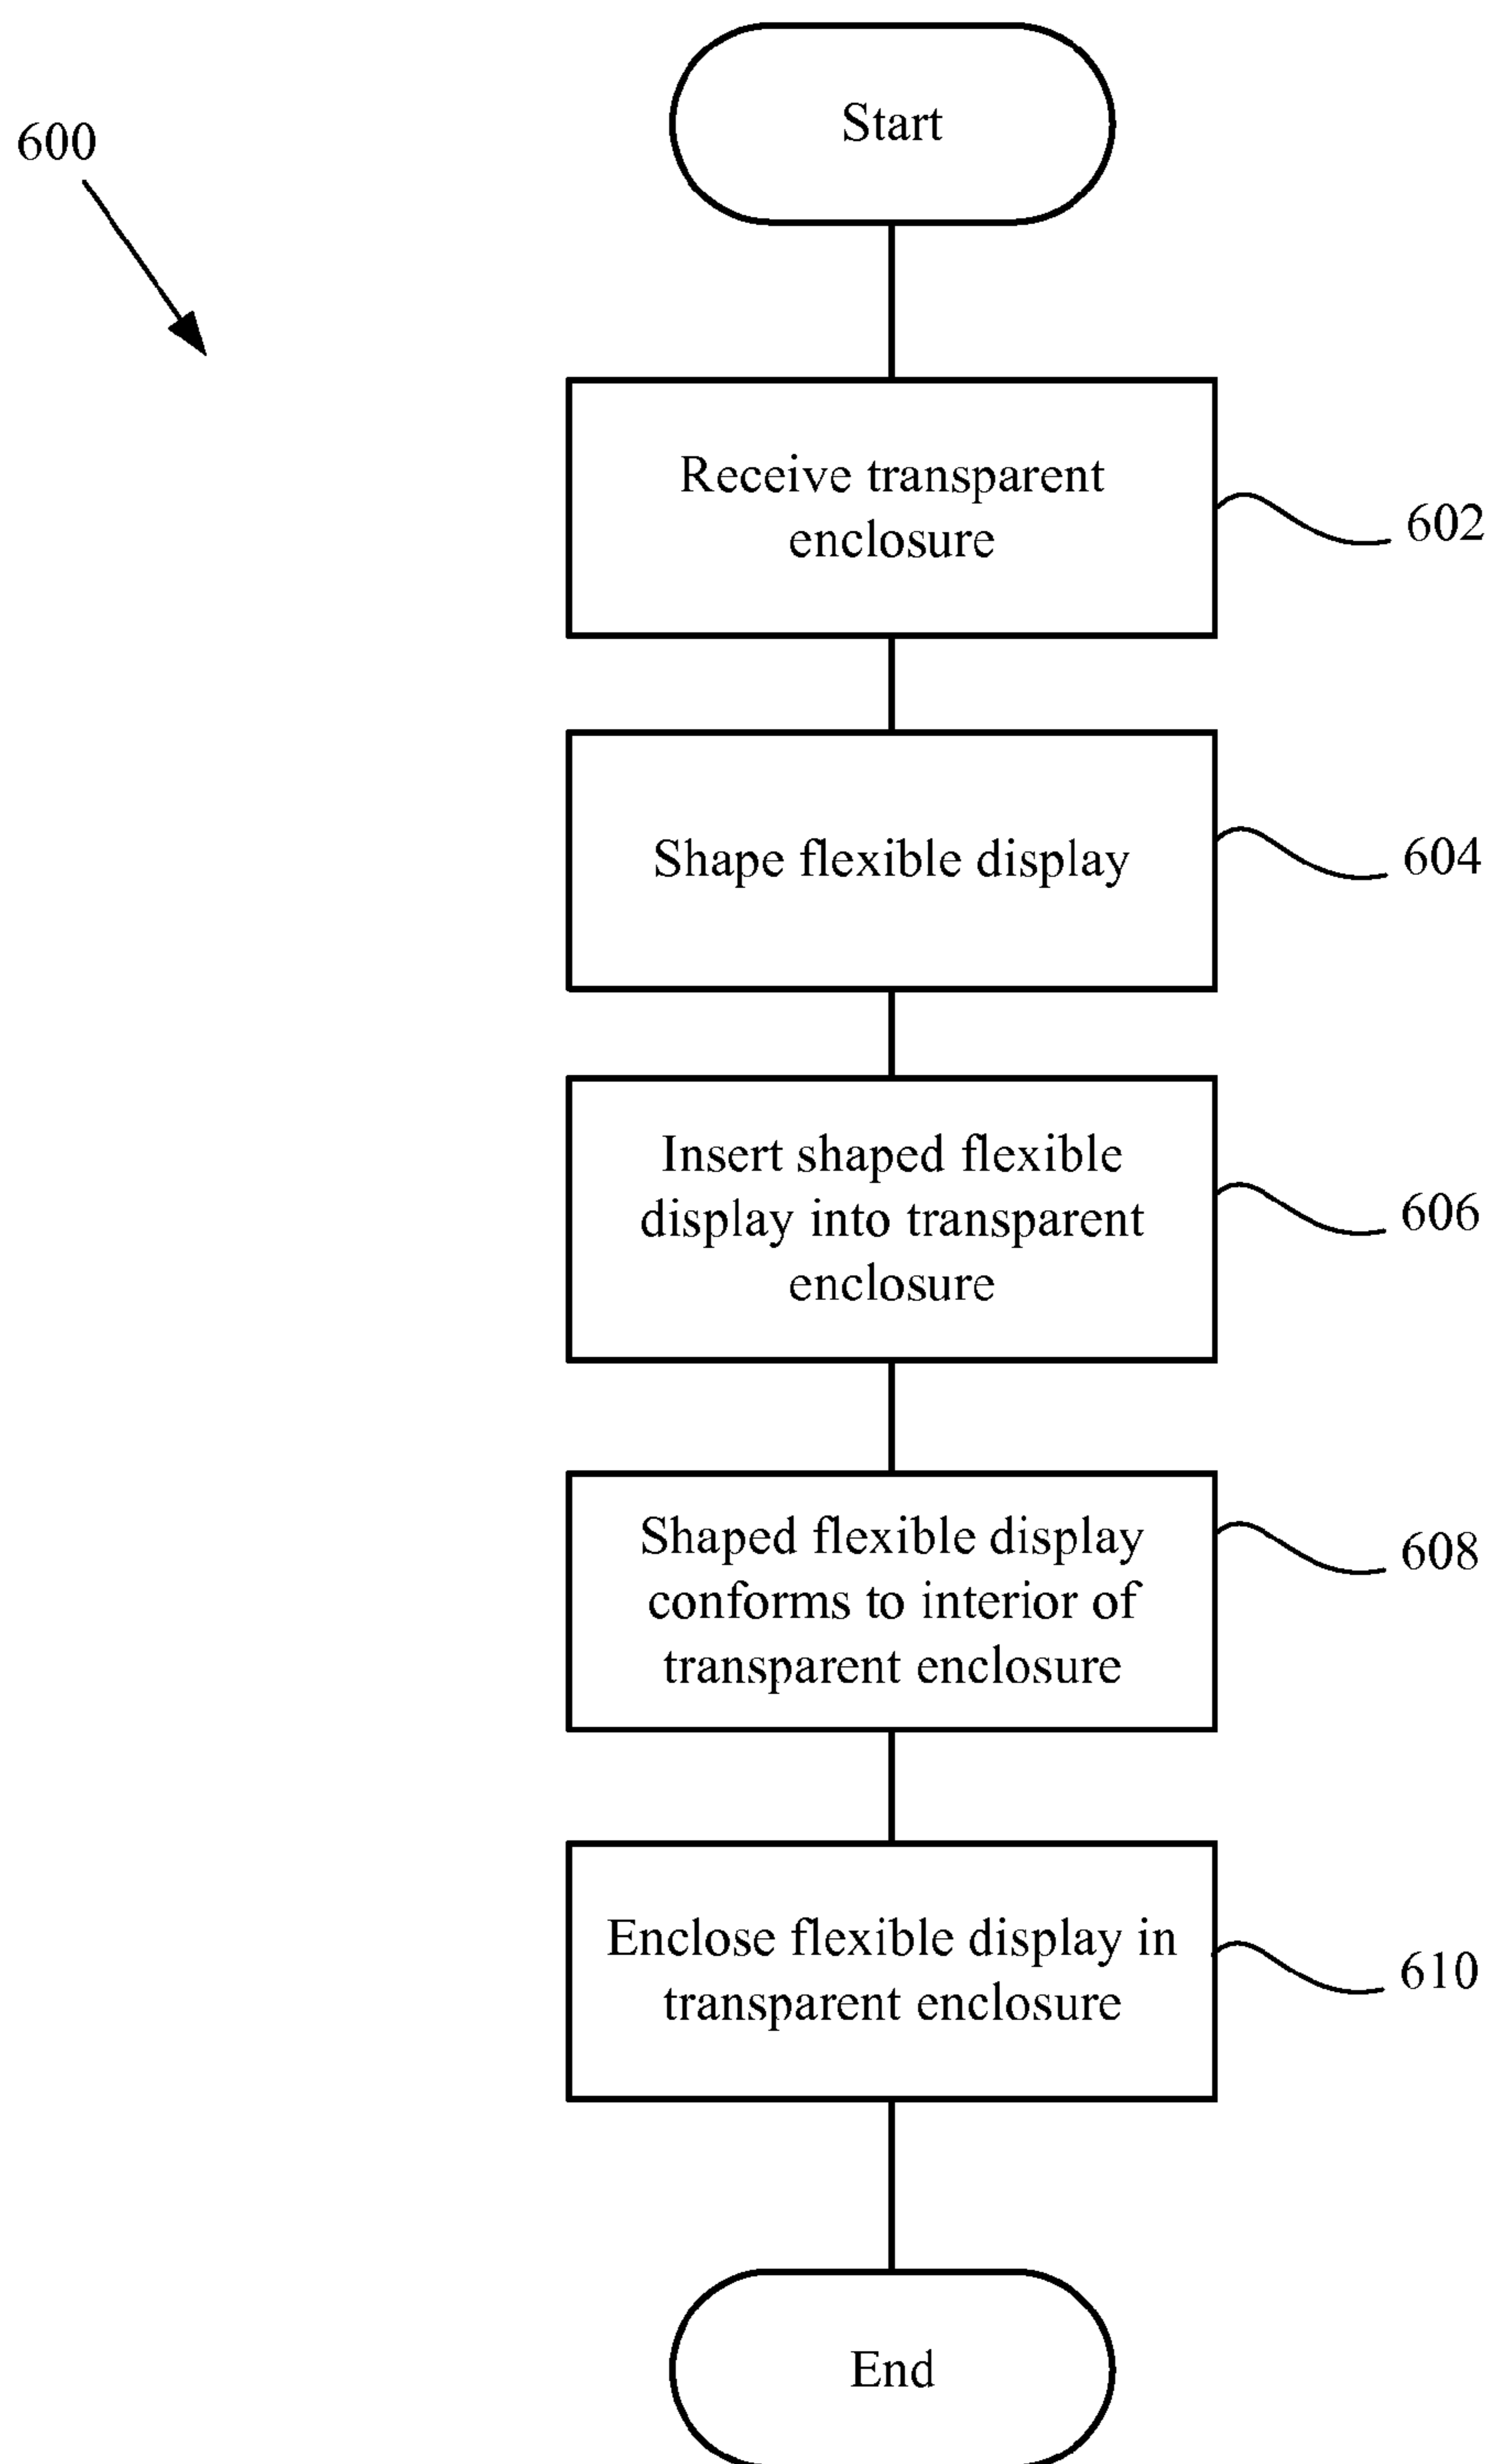 Start
600
Receive transparent
enclosure
602
Shape flexible display
604
Insert shaped flexible
display into transparent
enclosure
606
Shaped flexible display
conforms to interior of
transparent enclosure
608
Enclose flexible display in
transparent enclosure
610
End